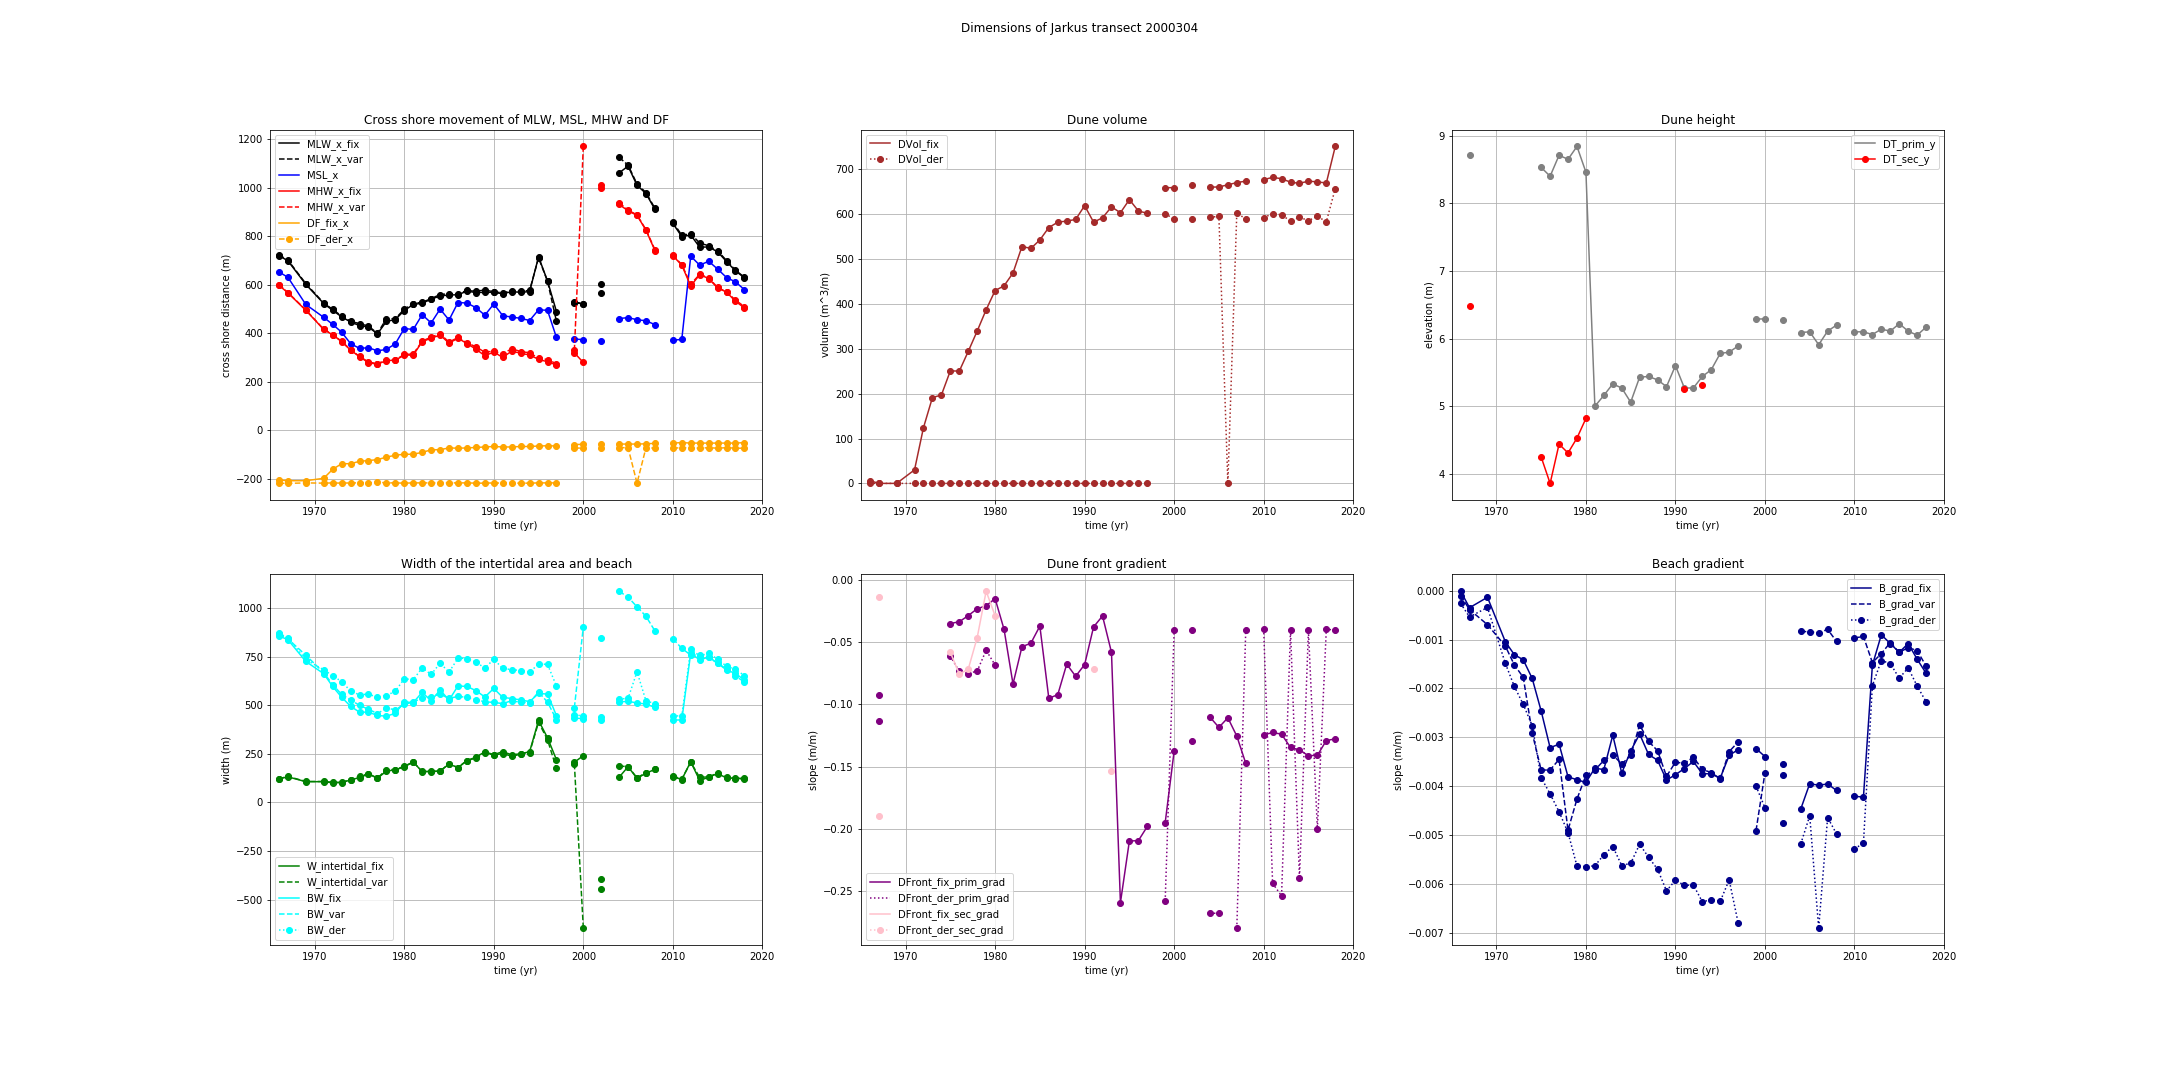 Dimensions of Jarkus transect 2000304
Cross shore movement of MLW, MSL, MHW and DF
1200
1000
800
600
400
200
0
−200
cross shore distance (m)
MLW_x_fix
MLW_x_var
MSL_x
MHW_x_fix
MHW_x_var
DF_fix_x
DF_der_x
1970 1980 1990 2000 2010 2020
time (yr)
Dune volume
700
600
500
400
300
200
100
0
volume (m^3/m)
DVol_fix
DVol_der
1970 1980 1990 2000 2010 2020
time (yr)
Dune height
9
8
7
6
5
4
elevation (m)
DT_prim_y
DT_sec_y
1970 1980 1990 2000 2010 2020
time (yr)
Width of the intertidal area and beach
1000
750
500
250
0
−250
−500
width (m)
W_intertidal_fix
W_intertidal_var
BW_fix
BW_var
BW_der
1970 1980 1990 2000 2010 2020
time (yr)
Dune front gradient
0.00
−0.05
−0.10
−0.15
−0.20
−0.25
slope (m/m)
DFront_fix_prim_grad
DFront_der_prim_grad
DFront_fix_sec_grad
DFront_der_sec_grad
1970 1980 1990 2000 2010 2020
time (yr)
Beach gradient
0.000
−0.001
−0.002
−0.003
−0.004
−0.005
−0.006
−0.007
slope (m/m)
B_grad_fix
B_grad_var
B_grad_der
1970 1980 1990 2000 2010 2020
time (yr)